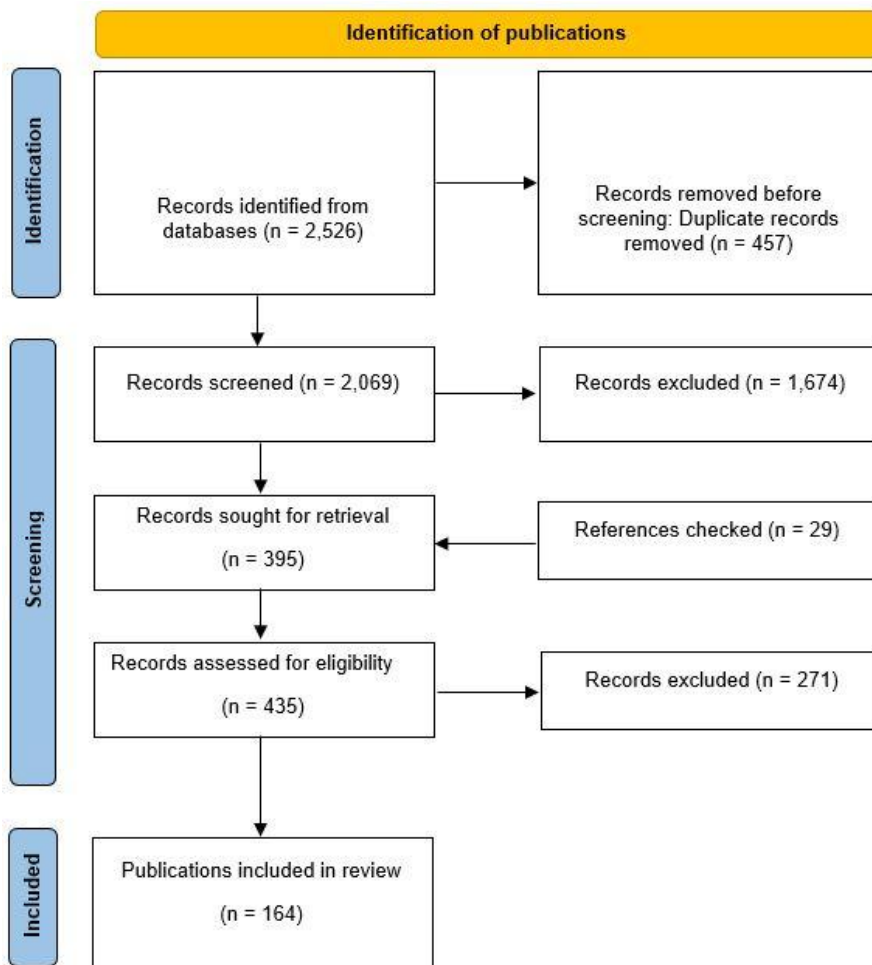 Identification of publications
Identification
Records identified from
databases (n = 2,526)
Records removed before
screening: Duplicate records
removed (n = 457)
Screening
Records screened (n = 2,069)
Records excluded (n = 1,674)
Records sought for retrieval
(n = 395)
References checked (n = 29)
Records assessed for eligibility
(n = 435)
Records excluded (n = 271)
Included
Publications included in review
(n = 164)